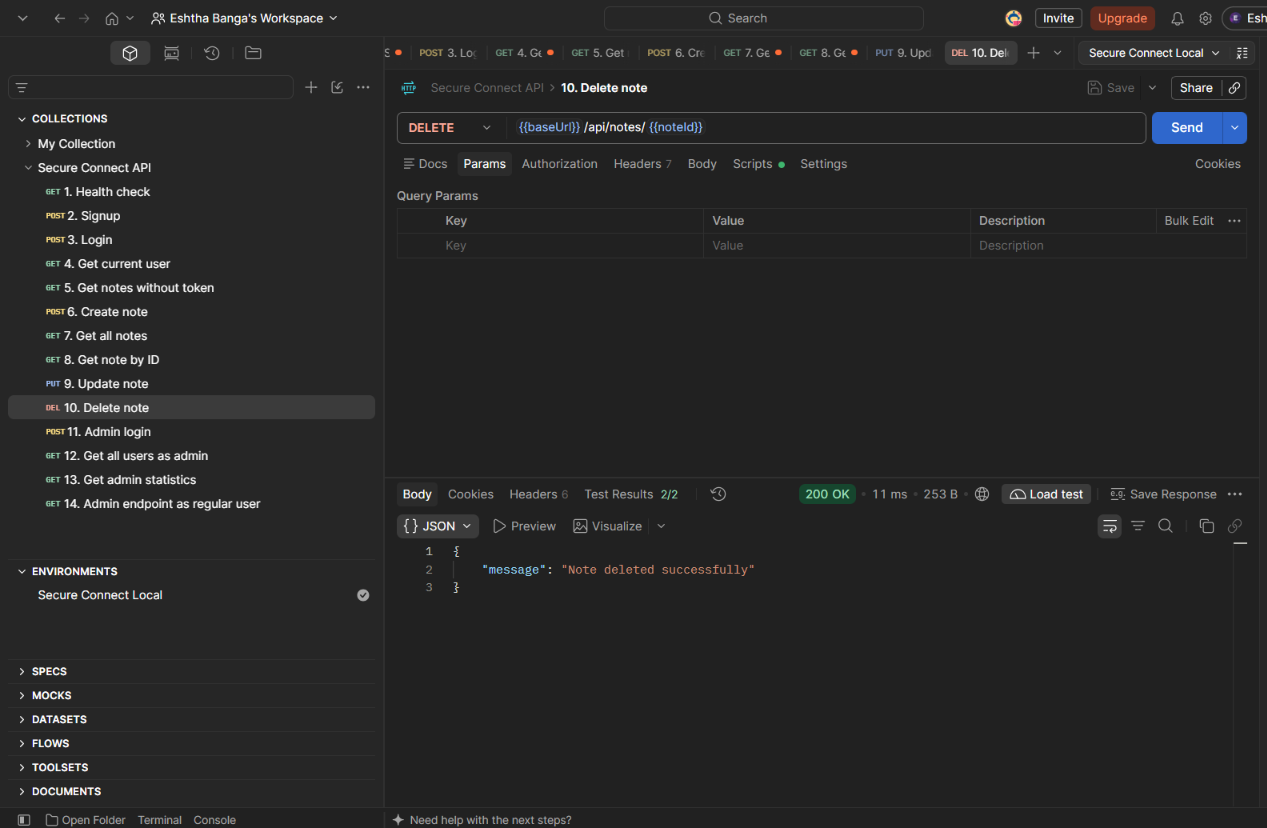 Eshtha Banga's Workspace
Search
Invite
Upgrade
E Esh
S
POST 3. Lo
GET 4. Ge
GET 5. Get
POST 6. Cre
GET 7. Ge
GET 8. Ge
PUT 9. Upd
DEL 10. Del
Secure Connect Local
HTTP Secure Connect API > 10. Delete note
Save
Share
DELETE
{{baseUrl}} /api/notes/ {{noteId}}
Send
Docs
Params
Authorization
Headers 7
Body
Scripts
Settings
Cookies
Query Params
Key
Value
Description
Bulk Edit
Key
Value
Description
COLLECTIONS
My Collection
Secure Connect API
GET 1. Health check
POST 2. Signup
POST 3. Login
GET 4. Get current user
GET 5. Get notes without token
POST 6. Create note
GET 7. Get all notes
GET 8. Get note by ID
PUT 9. Update note
DEL 10. Delete note
POST 11. Admin login
GET 12. Get all users as admin
GET 13. Get admin statistics
GET 14. Admin endpoint as regular user
ENVIRONMENTS
Secure Connect Local
SPECS
MOCKS
DATASETS
FLOWS
TOOLSETS
DOCUMENTS
Body
Cookies
Headers 6
Test Results 2/2
200 OK
11 ms
253 B
Load test
e.g. Save Response
{} JSON
Preview
Visualize
1 {
2 "message": "Note deleted successfully"
3 }
Open Folder
Terminal
Console
Need help with the next steps?